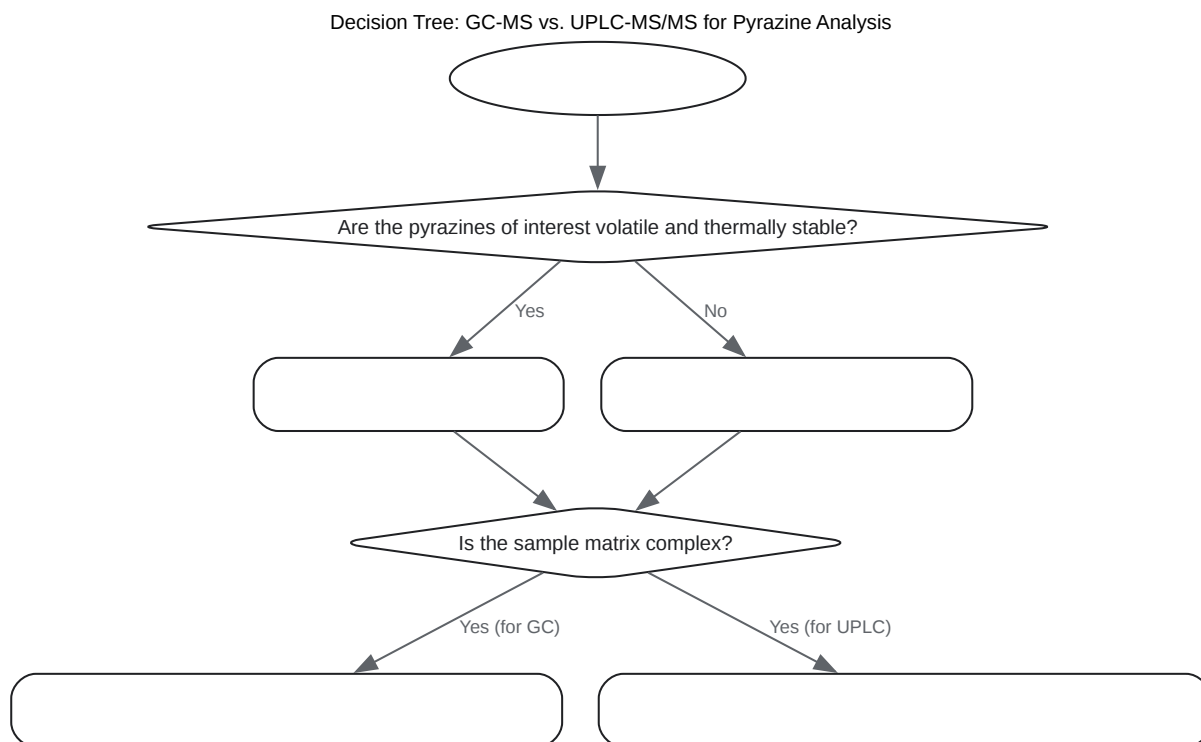 Decision Tree: GC-MS vs. UPLC-MS/MS for Pyrazine Analysis
Are the pyrazines of interest volatile and thermally stable?
Yes
No
Is the sample matrix complex?
Yes (for GC)
Yes (for UPLC)